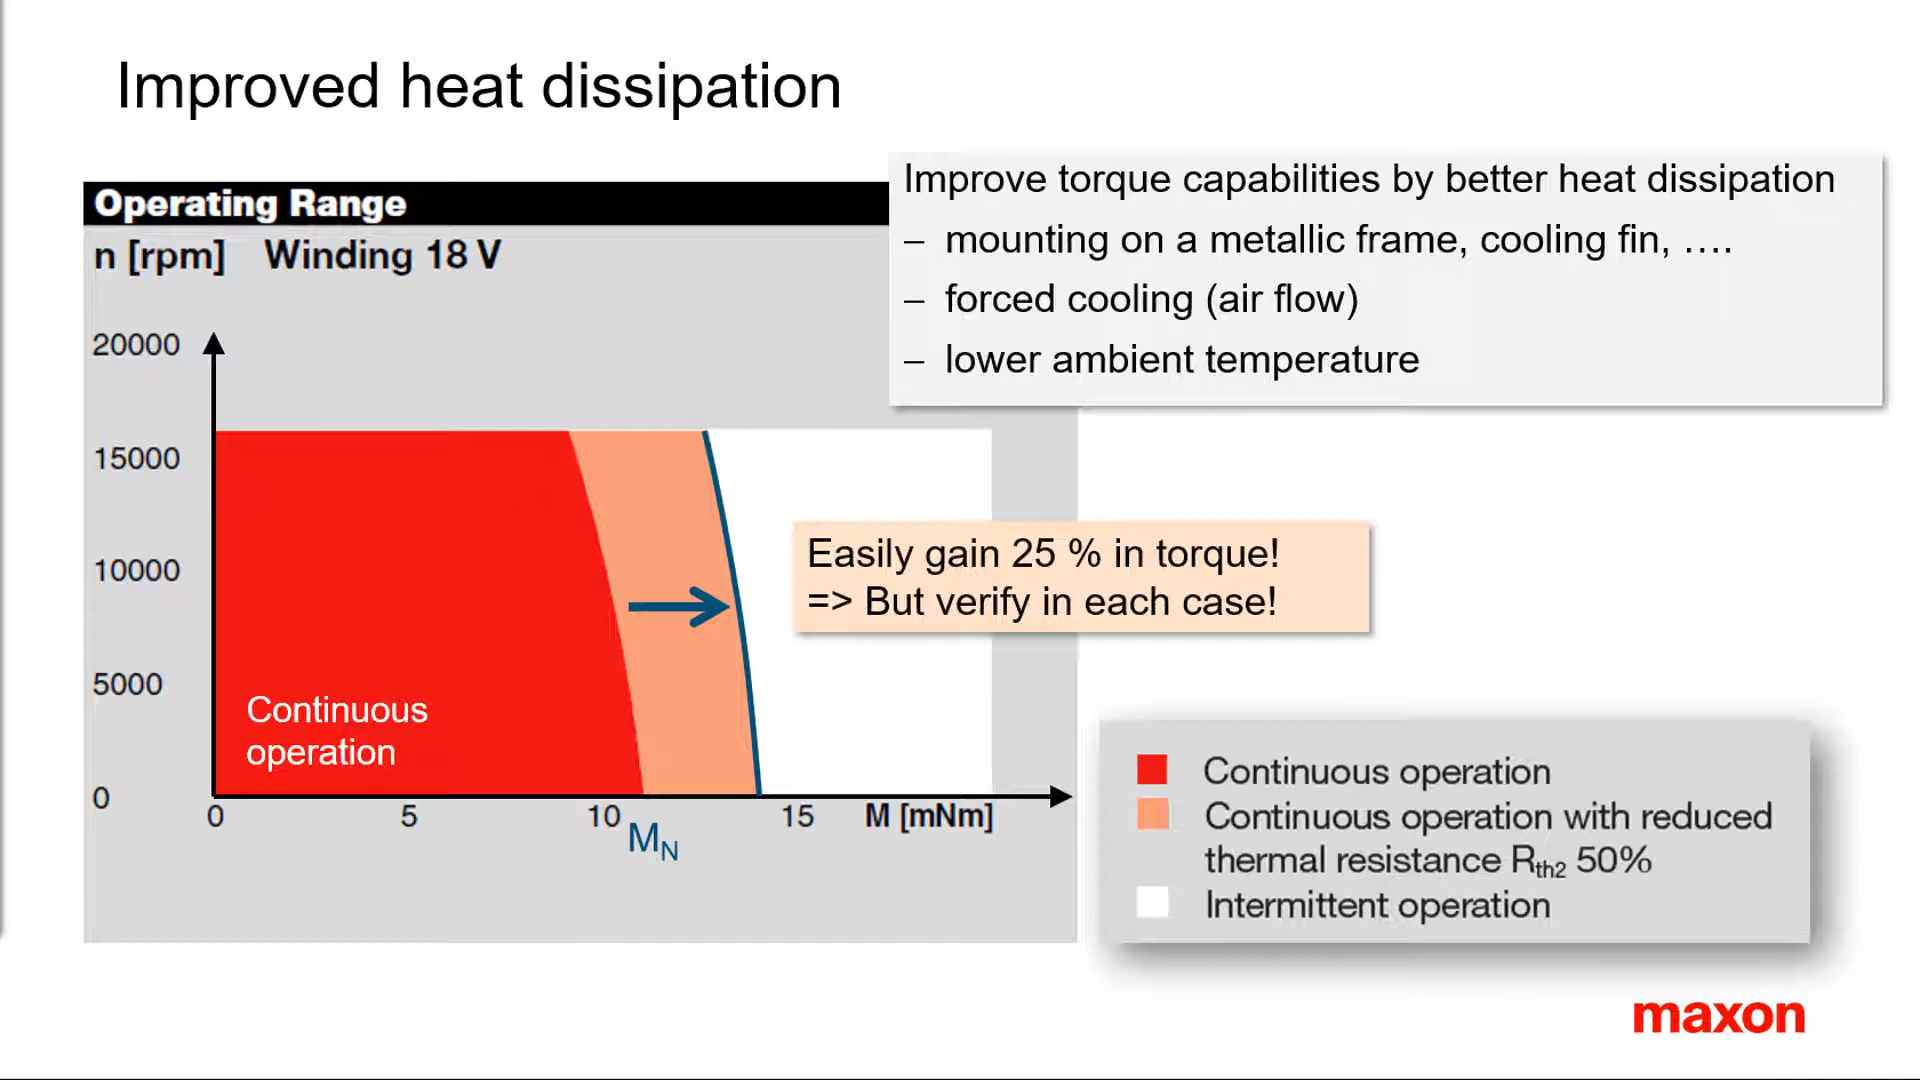 Improved heat dissipation
Improve torque capabilities by better heat dissipation
– mounting on a metallic frame, cooling fin, ....
– forced cooling (air flow)
– lower ambient temperature
Operating Range
n [rpm] Winding 18 V
20000
15000
10000
5000
0
Continuous
operation
0 5 10 15 M [mNm]
MN
Easily gain 25 % in torque!
=> But verify in each case!
Continuous operation
Continuous operation with reduced
thermal resistance Rth2 50%
Intermittent operation
maxon